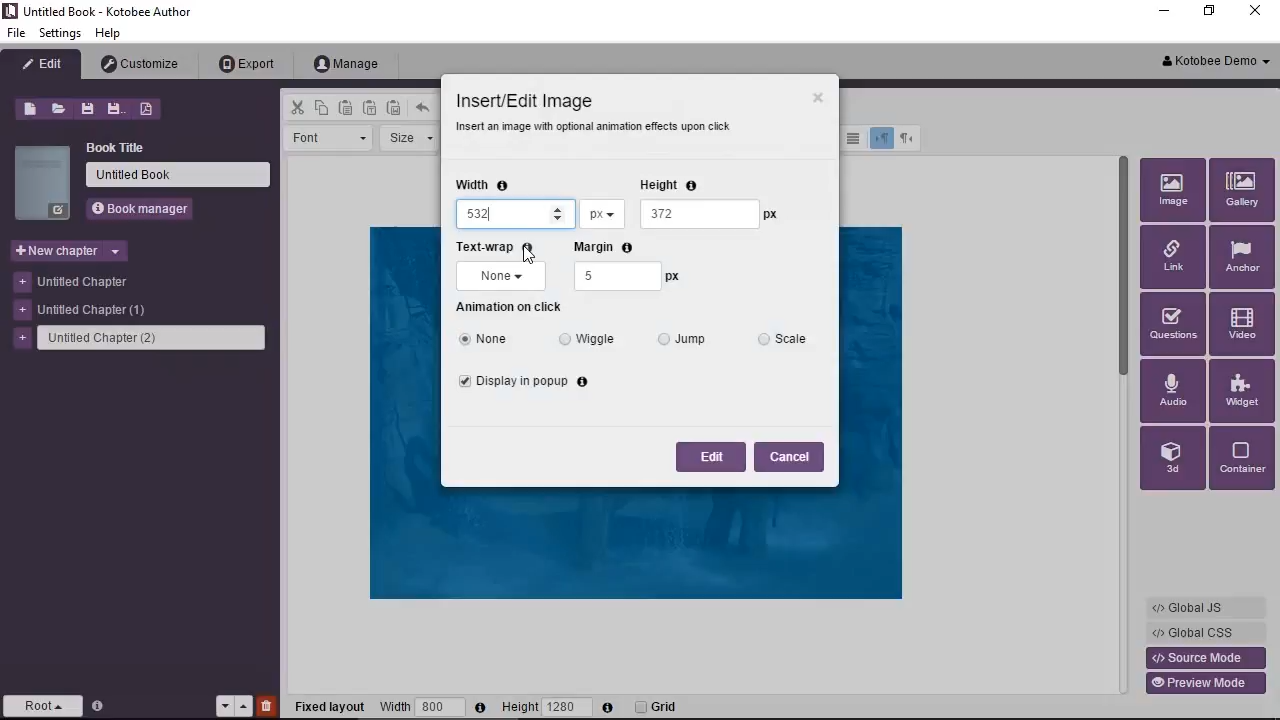 Untitled Book - Kotobee Author
File Settings Help
Edit Customize Export Manage
Kotobee Demo
Book Title
Untitled Book
Book manager
New chapter
Untitled Chapter
Untitled Chapter (1)
Untitled Chapter (2)
Root
Font Size
Insert/Edit Image
Insert an image with optional animation effects upon click
Width Height
532 px 372 px
Text-wrap Margin
None 5 px
Animation on click
None Wiggle Jump Scale
Display in popup
Edit Cancel
Image Gallery
Link Anchor
Questions Video
Audio Widget
3d Container
</> Global JS
</> Global CSS
</> Source Mode
Preview Mode
Fixed layout Width 800 Height 1280 Grid